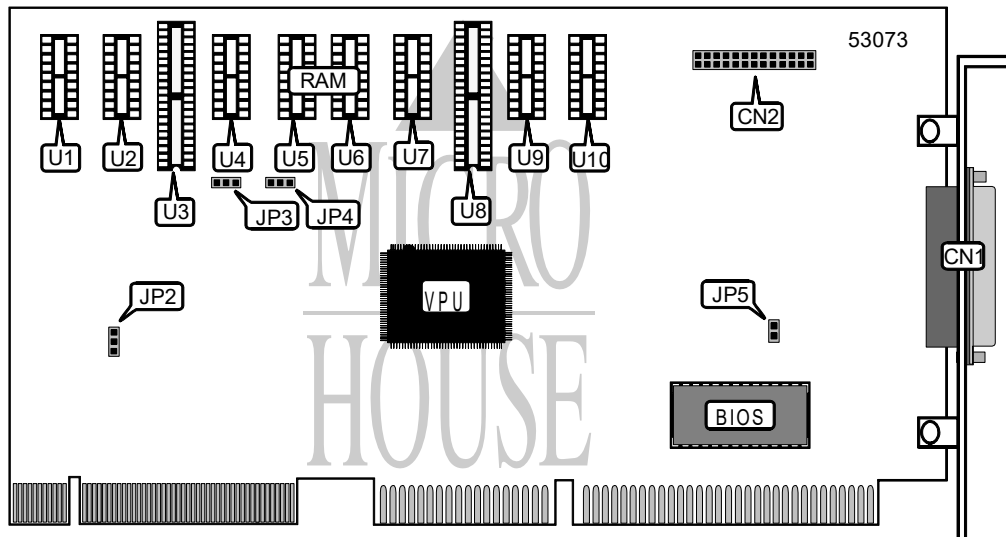 53073
RAM
CN2
U1
U2
U4
U5
U6
U7
U9
U10
U3
JP3
JP4
U8
CN1
MICRO
HOUSE
JP2
VPU
JP5
BIOS